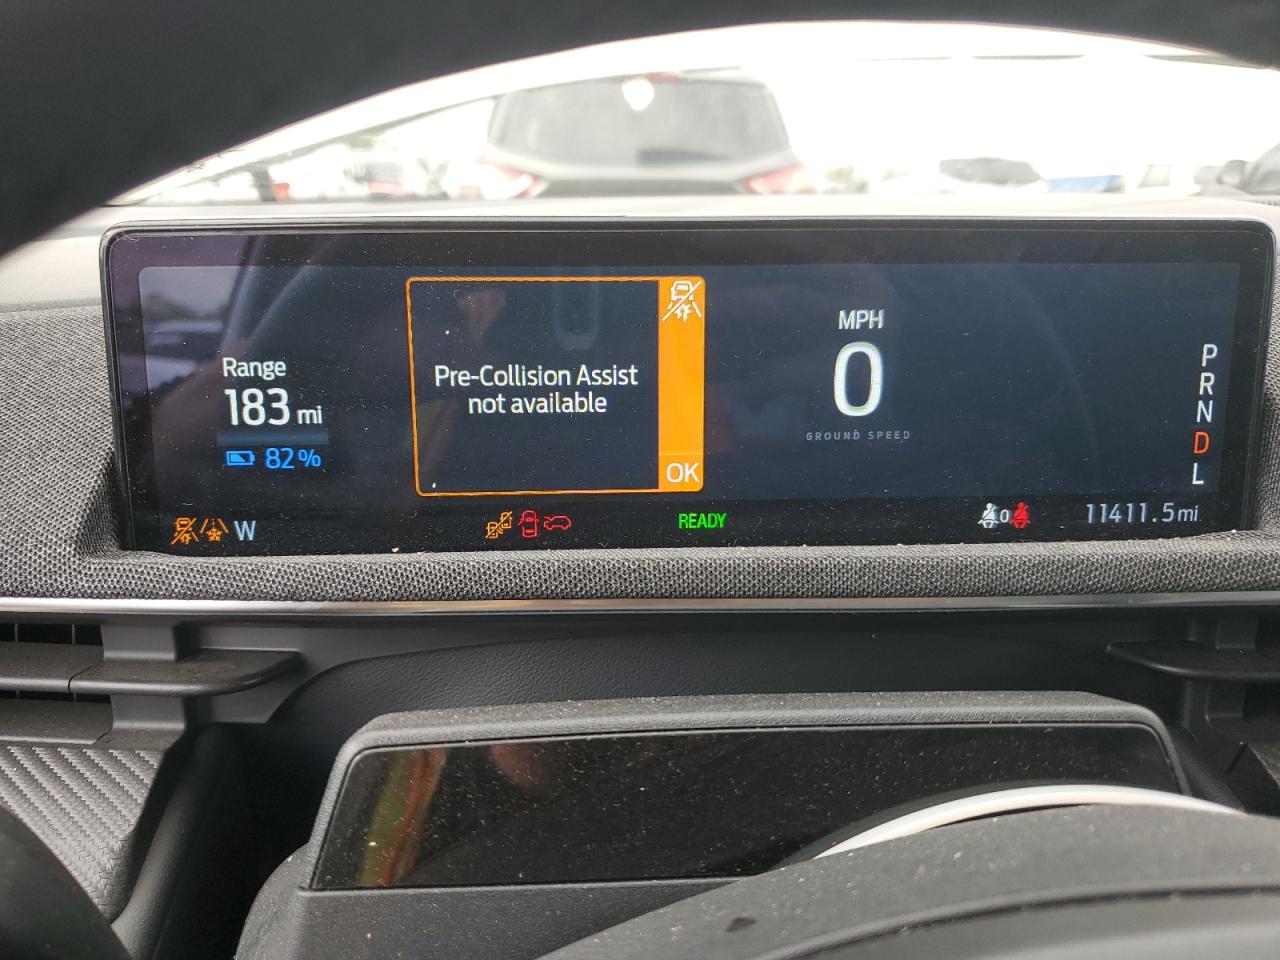 Range
183 mi
82%
Pre-Collision Assist
not available
OK
MPH
0
GROUND SPEED
P
R
N
D
L
W
READY
0
11411.5 mi